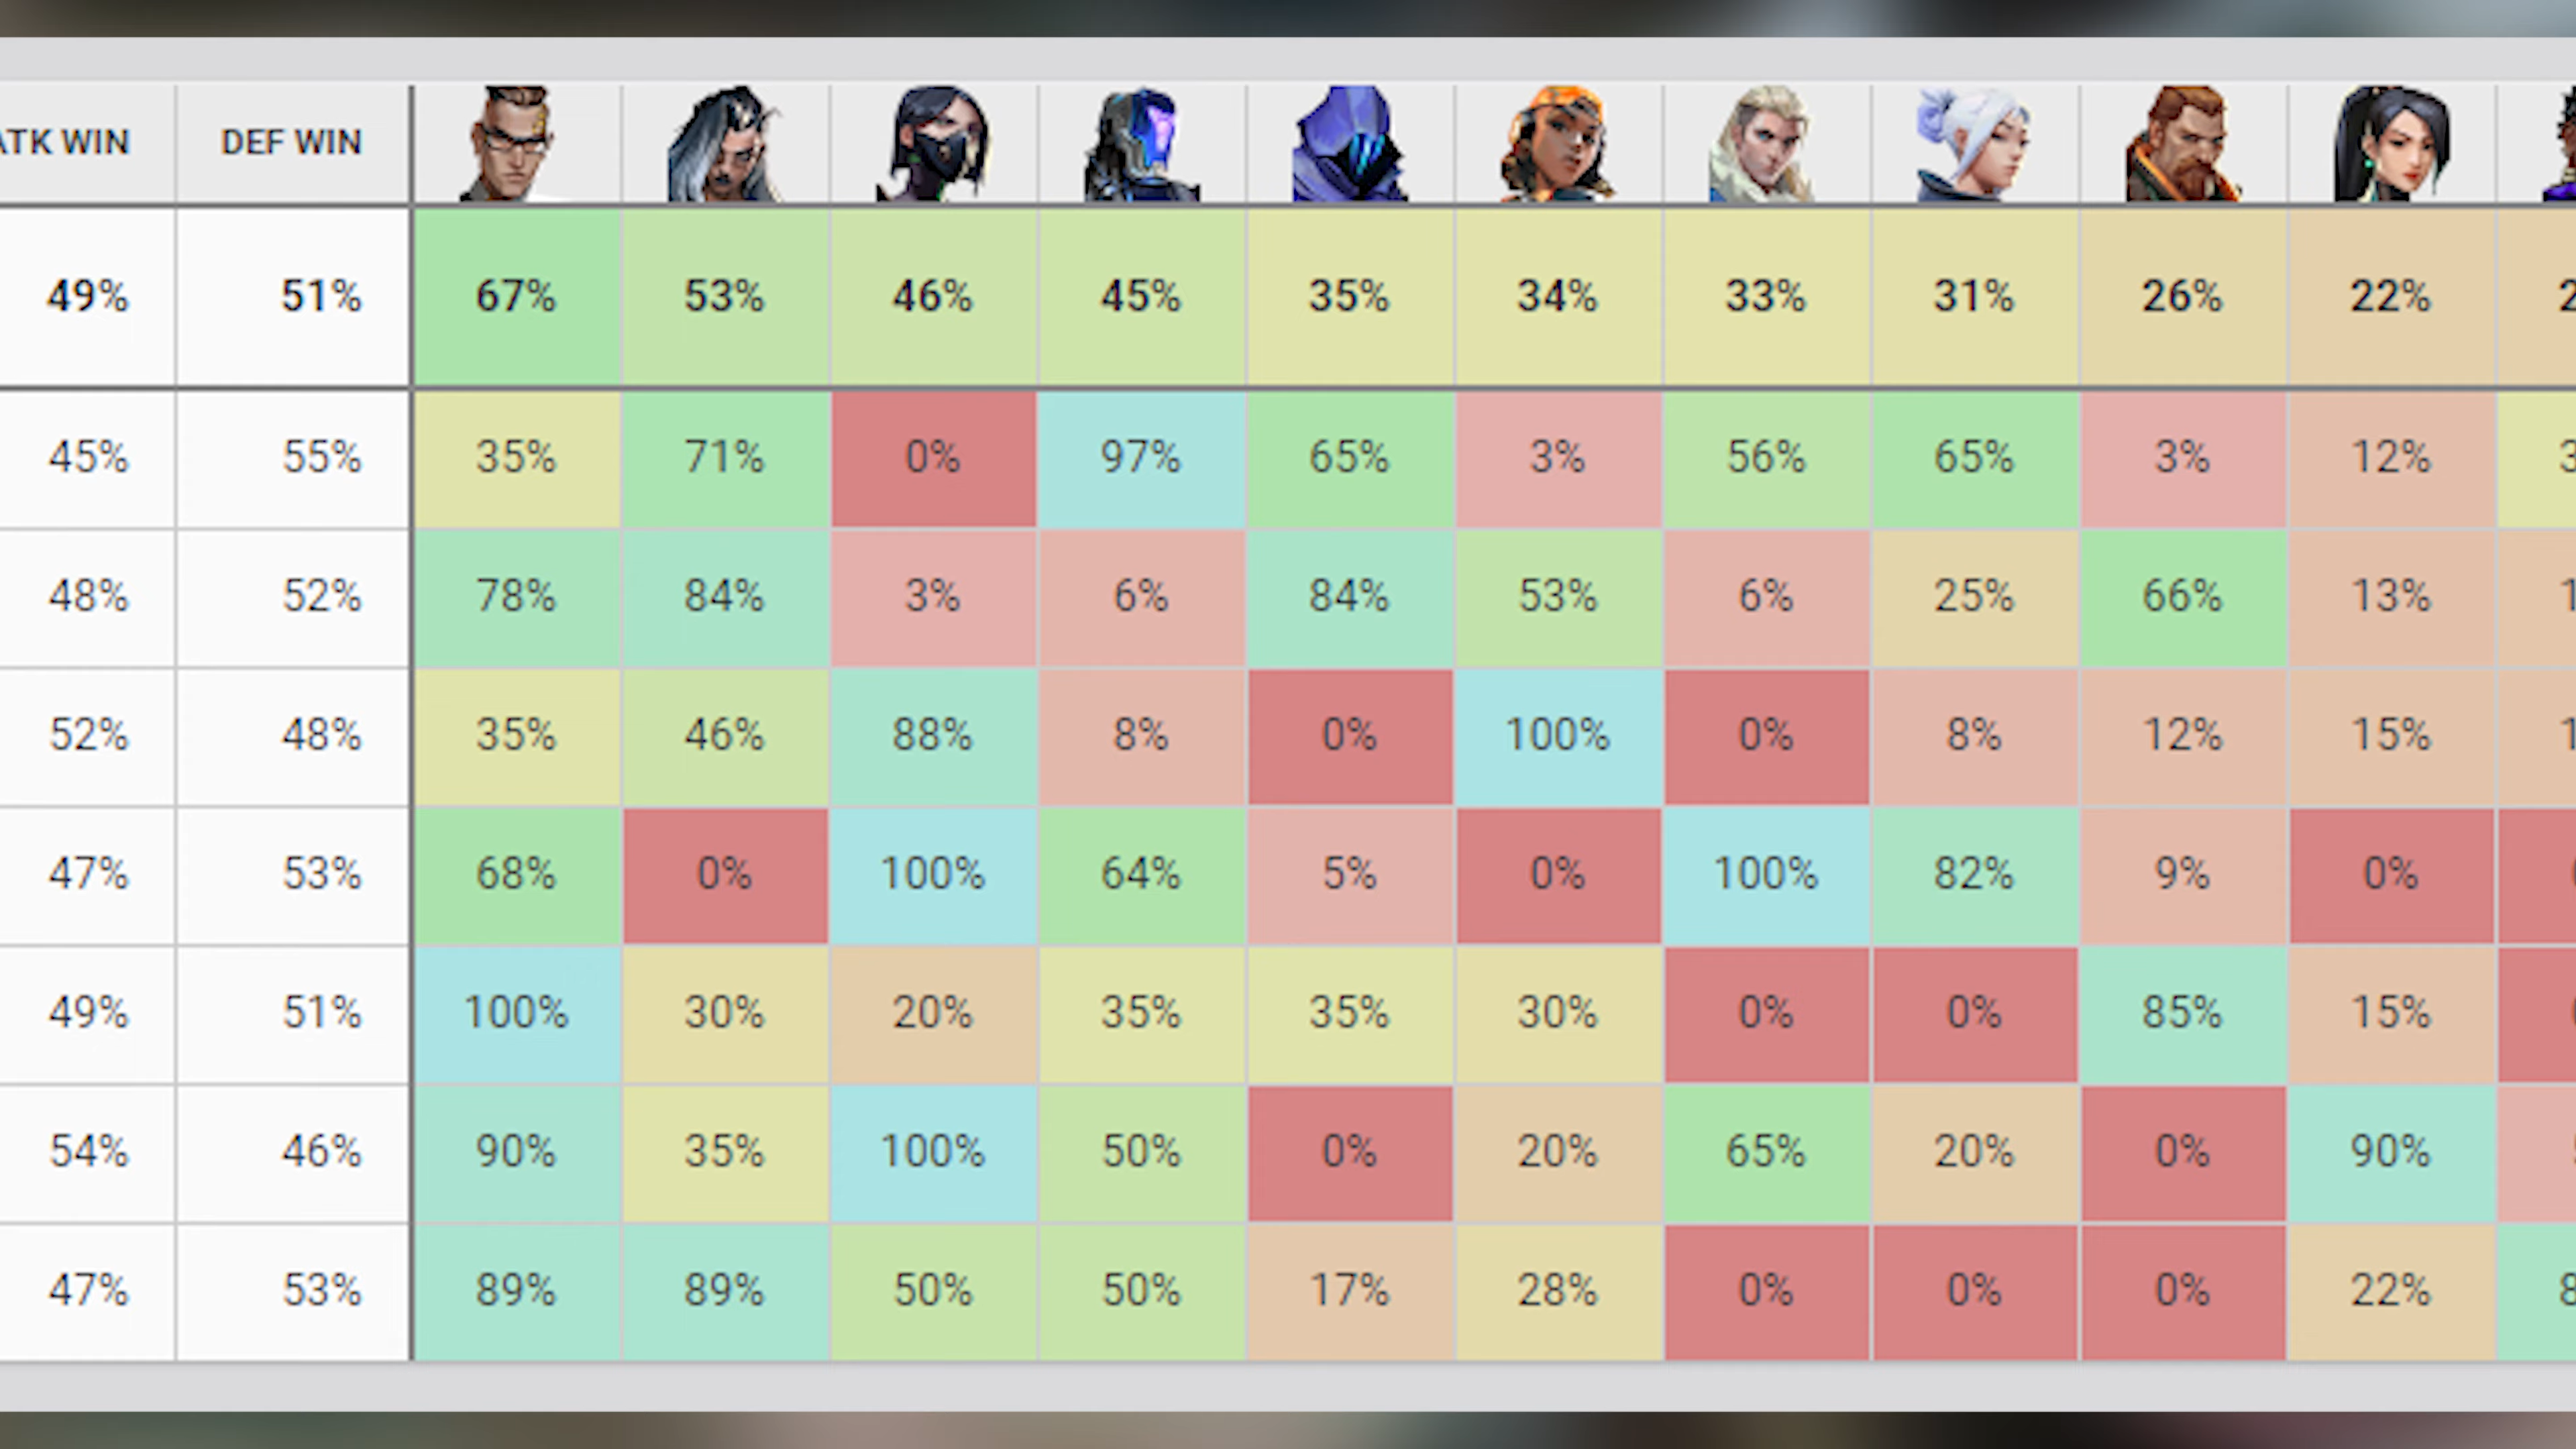 ATK WIN DEF WIN
49% 51% 67% 53% 46% 45% 35% 34% 33% 31% 26% 22% 2
45% 55% 35% 71% 0% 97% 65% 3% 56% 65% 3% 12% 3
48% 52% 78% 84% 3% 6% 84% 53% 6% 25% 66% 13% 1
52% 48% 35% 46% 88% 8% 0% 100% 0% 8% 12% 15% 1
47% 53% 68% 0% 100% 64% 5% 0% 100% 82% 9% 0%
49% 51% 100% 30% 20% 35% 35% 30% 0% 0% 85% 15%
54% 46% 90% 35% 100% 50% 0% 20% 65% 20% 0% 90%
47% 53% 89% 89% 50% 50% 17% 28% 0% 0% 0% 22% 8